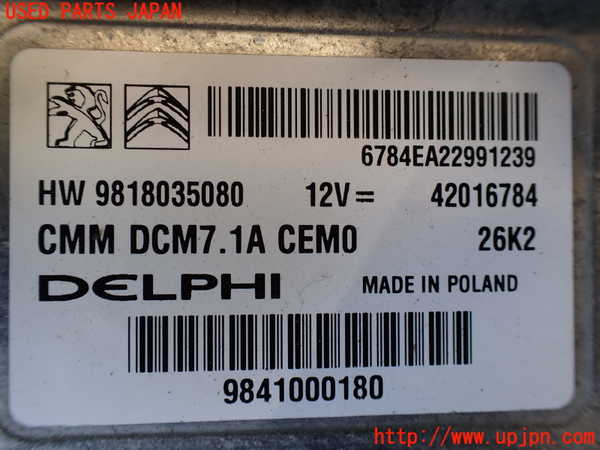 USED PARTS JAPAN
6784EA22991239
HW 9818035080 12V = 42016784
CMM DCM7.1A CEM0 26K2
DELPHI MADE IN POLAND
9841000180
http://www.upjpn.com/